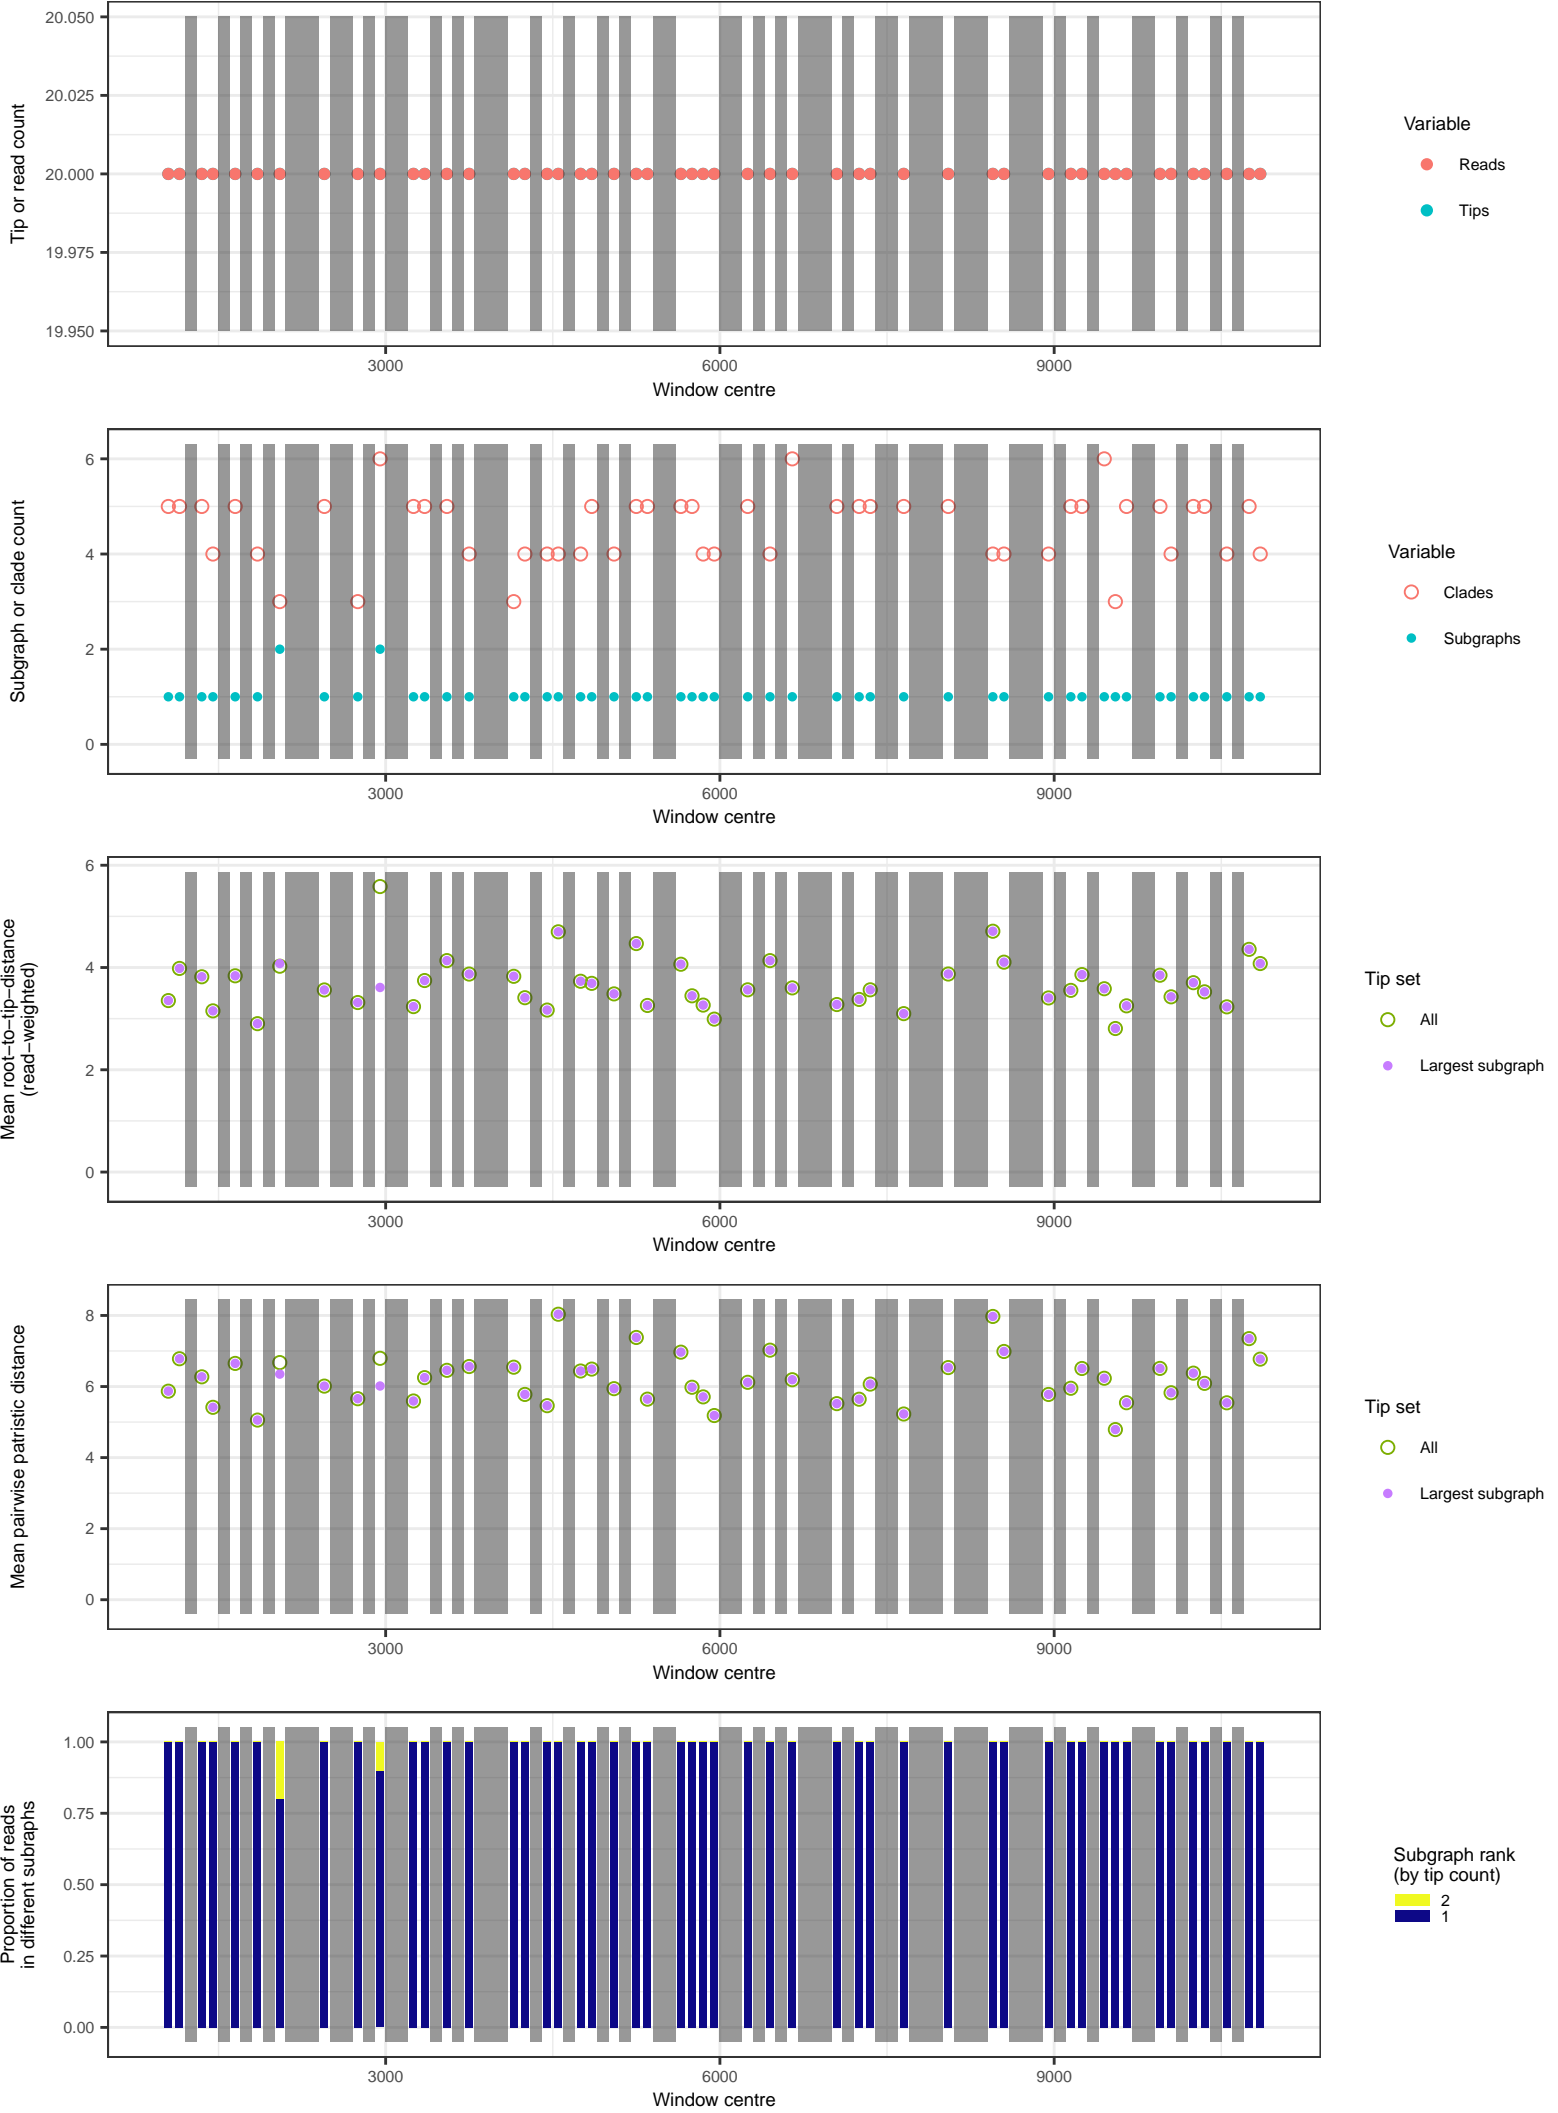 20.050
20.025
20.000
19.975
19.950
Tip or read count
3000 6000 9000
Window centre
Variable
Reads
Tips
6
4
2
0
Subgraph or clade count
3000 6000 9000
Window centre
Variable
Clades
Subgraphs
6
4
2
0
Mean root−to−tip−distance
(read−weighted)
3000 6000 9000
Window centre
Tip set
All
Largest subgraph
8
6
4
2
0
Mean pairwise patristic distance
3000 6000 9000
Window centre
Tip set
All
Largest subgraph
1.00
0.75
0.50
0.25
0.00
Proportion of reads
in different subraphs
3000 6000 9000
Window centre
Subgraph rank
(by tip count)
2
1